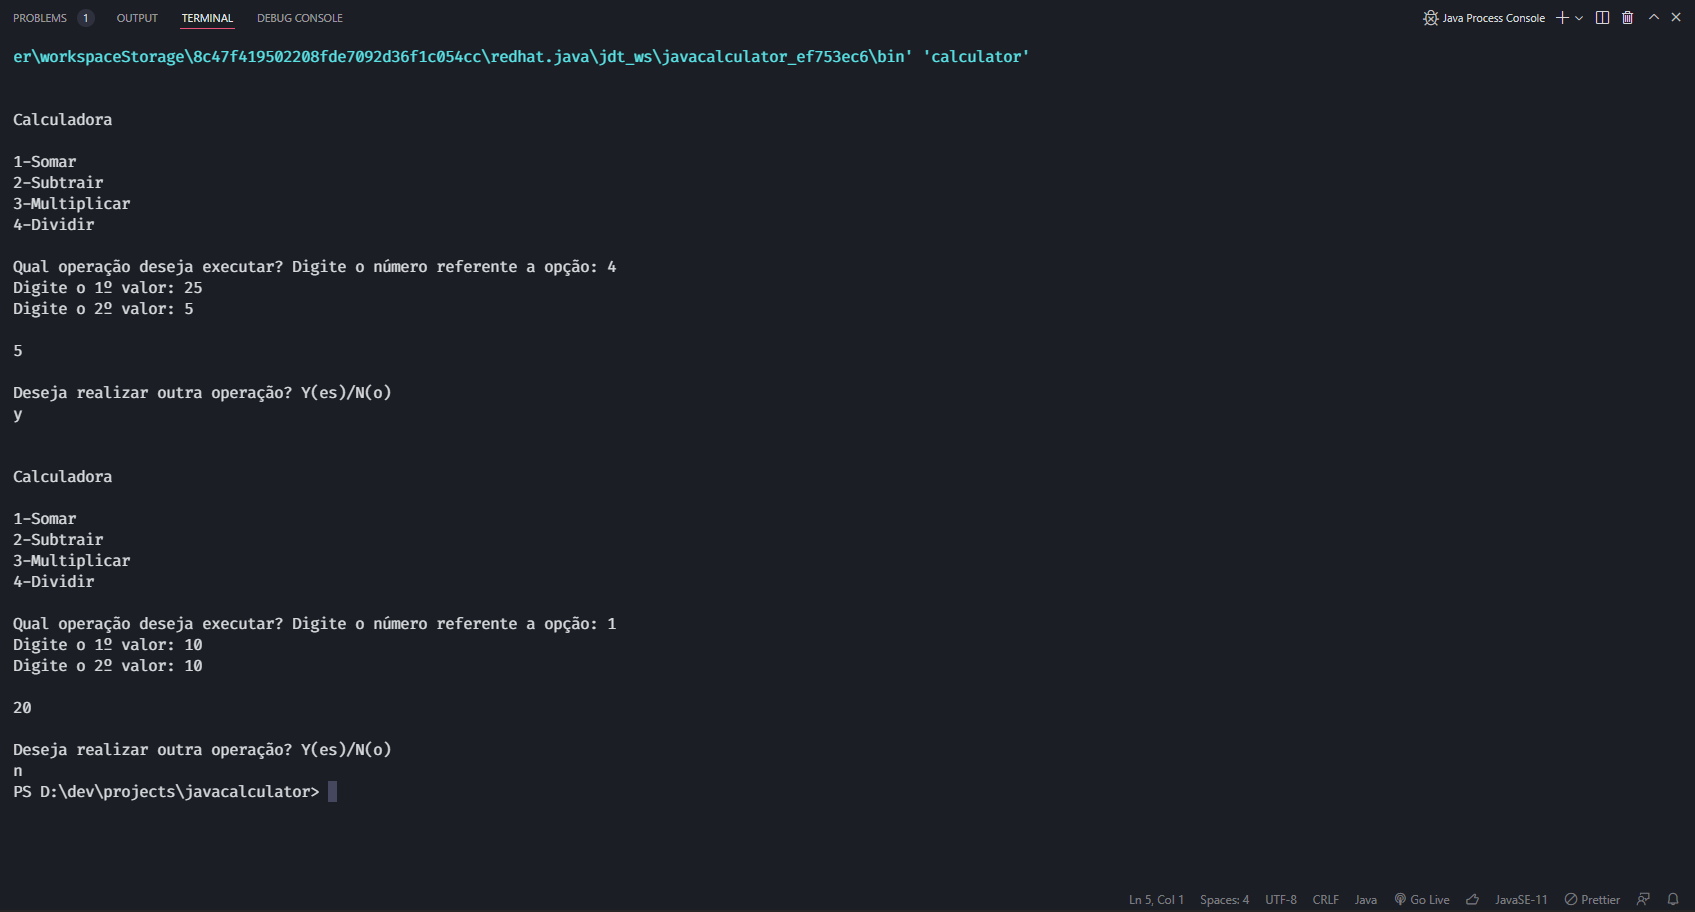 PROBLEMS 1 OUTPUT TERMINAL DEBUG CONSOLE Java Process Console
er\workspaceStorage\8c47f419502208fde7092d36f1c054cc\redhat.java\jdt_ws\javacalculator_ef753ec6\bin' 'calculator'
Calculadora
1-Somar
2-Subtrair
3-Multiplicar
4-Dividir
Qual operação deseja executar? Digite o número referente a opção: 4
Digite o 1º valor: 25
Digite o 2º valor: 5
5
Deseja realizar outra operação? Y(es)/N(o)
y
Calculadora
1-Somar
2-Subtrair
3-Multiplicar
4-Dividir
Qual operação deseja executar? Digite o número referente a opção: 1
Digite o 1º valor: 10
Digite o 2º valor: 10
20
Deseja realizar outra operação? Y(es)/N(o)
n
PS D:\dev\projects\javacalculator>
Ln 5, Col 1 Spaces: 4 UTF-8 CRLF Java Go Live JavaSE-11 Prettier